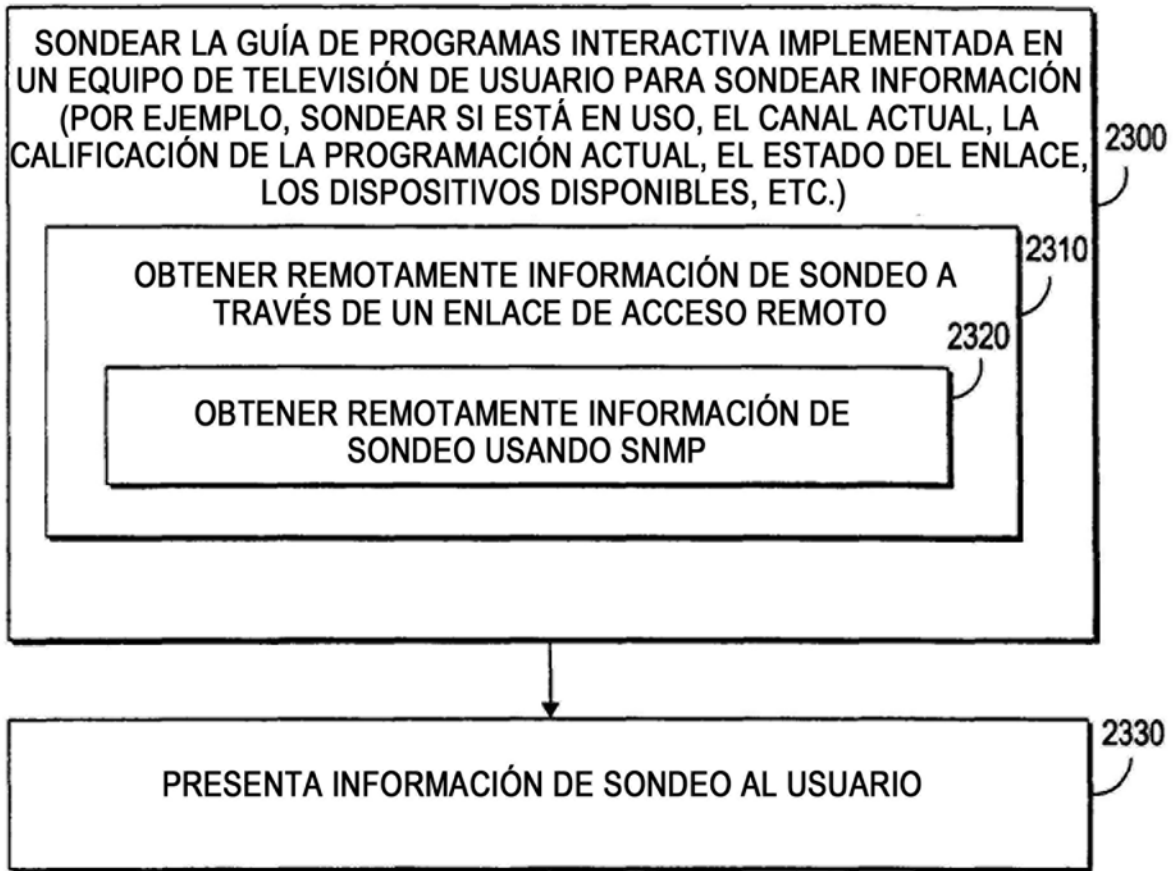 SONDEAR LA GUÍA DE PROGRAMAS INTERACTIVA IMPLEMENTADA EN
UN EQUIPO DE TELEVISIÓN DE USUARIO PARA SONDEAR INFORMACIÓN
(POR EJEMPLO, SONDEAR SI ESTÁ EN USO, EL CANAL ACTUAL, LA
CALIFICACIÓN DE LA PROGRAMACIÓN ACTUAL, EL ESTADO DEL ENLACE,
LOS DISPOSITIVOS DISPONIBLES, ETC.)
2300
2310
OBTENER REMOTAMENTE INFORMACIÓN DE SONDEO A
TRAVÉS DE UN ENLACE DE ACCESO REMOTO
2320
OBTENER REMOTAMENTE INFORMACIÓN DE
SONDEO USANDO SNMP
2330
PRESENTA INFORMACIÓN DE SONDEO AL USUARIO